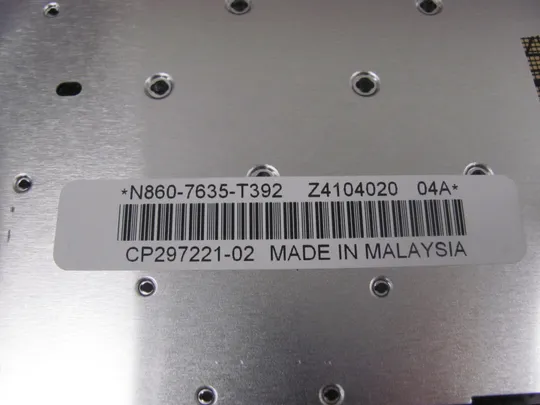 *N860-7635-T392 Z4104020 04A*
CP297221-02 MADE IN MALAYSIA